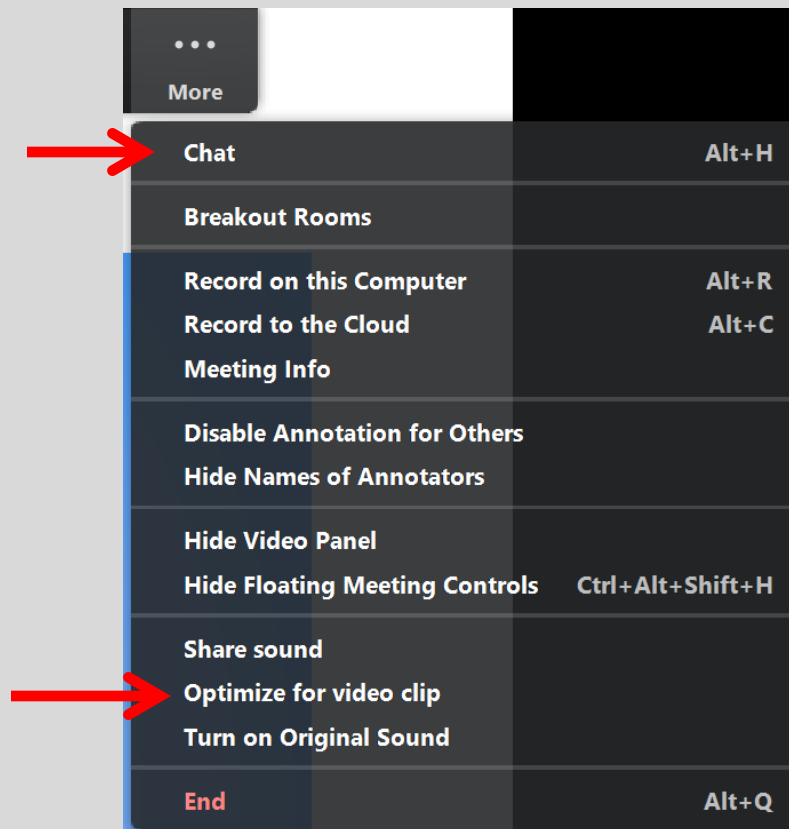 More
Chat Alt+H
Breakout Rooms
Record on this Computer Alt+R
Record to the Cloud Alt+C
Meeting Info
Disable Annotation for Others
Hide Names of Annotators
Hide Video Panel
Hide Floating Meeting Controls Ctrl+Alt+Shift+H
Share sound
Optimize for video clip
Turn on Original Sound
End Alt+Q